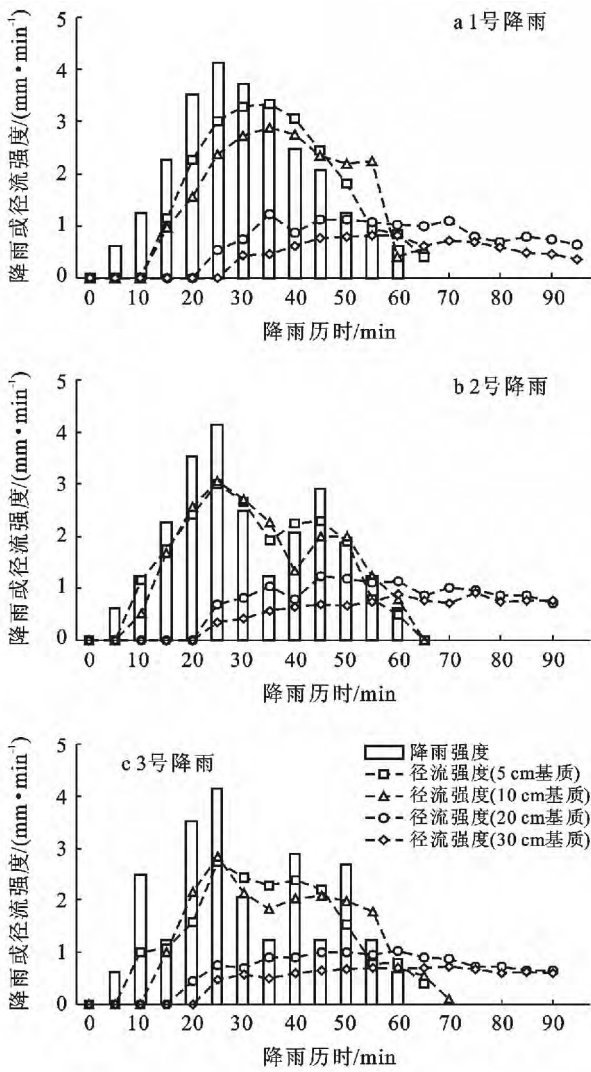 a 1号降雨
降雨或径流强度/(mm·min⁻¹)
5
4
3
2
1
0
0 10 20 30 40 50 60 70 80 90
降雨历时/min
b 2号降雨
降雨或径流强度/(mm·min⁻¹)
5
4
3
2
1
0
0 10 20 30 40 50 60 70 80 90
降雨历时/min
c 3号降雨
降雨强度
径流强度(5 cm基质)
径流强度(10 cm基质)
径流强度(20 cm基质)
径流强度(30 cm基质)
降雨或径流强度/(mm·min⁻¹)
5
4
3
2
1
0
0 10 20 30 40 50 60 70 80 90
降雨历时/min